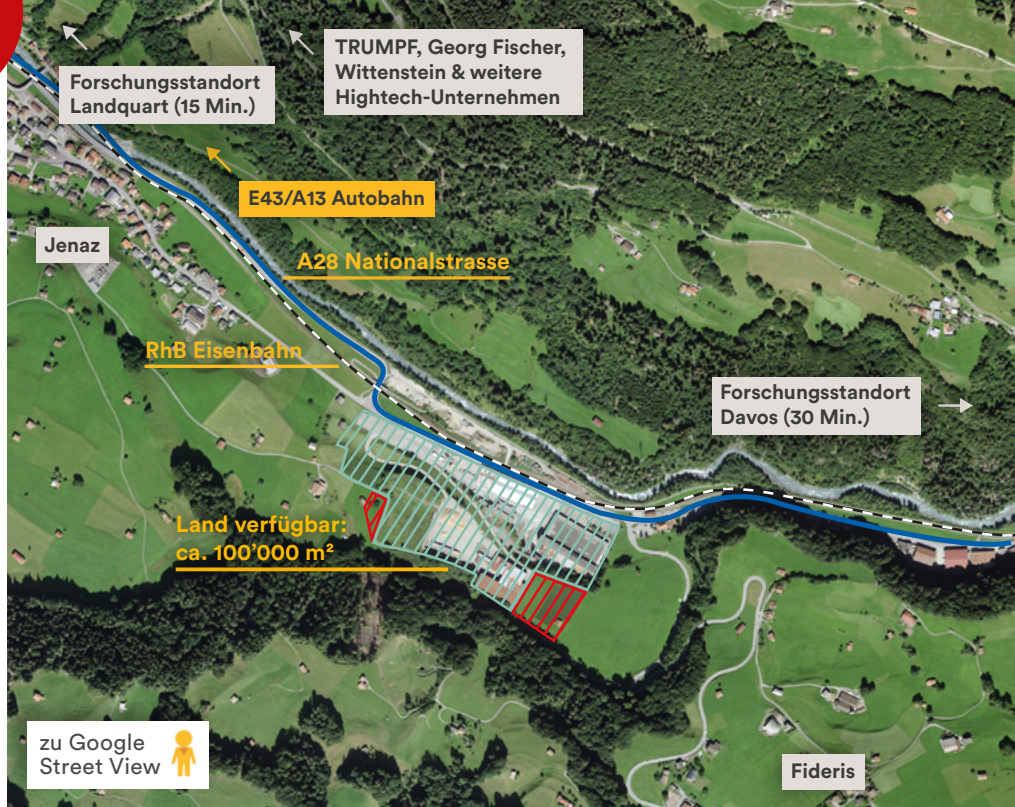 TRUMPF, Georg Fischer,
Wittenstein & weitere
Hightech-Unternehmen
Forschungsstandort
Landquart (15 Min.)
E43/A13 Autobahn
Jenaz
A28 Nationalstrasse
RhB Eisenbahn
Forschungsstandort
Davos (30 Min.)
Land verfügbar:
ca. 100'000 m²
zu Google
Street View
Fideris